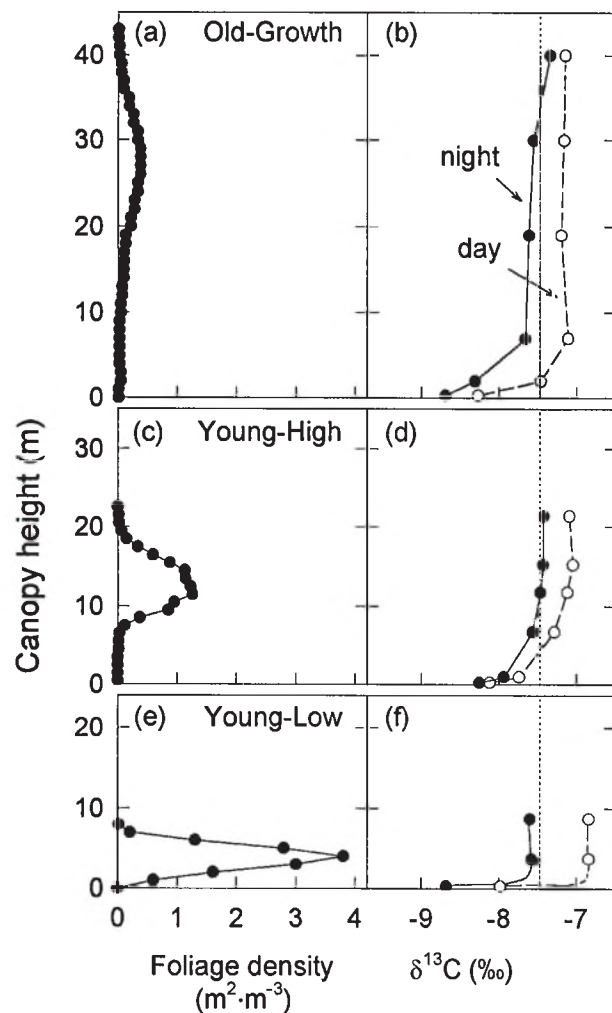 (a) Old-Growth
(b)
40
30
20
10
0
night
day
(c) Young-High
(d)
30
20
10
0
(e) Young-Low
(f)
20
10
0
Canopy height (m)
0 1 2 3 4
-9 -8 -7
Foliage density
(m²·m⁻³)
δ¹³C (‰)